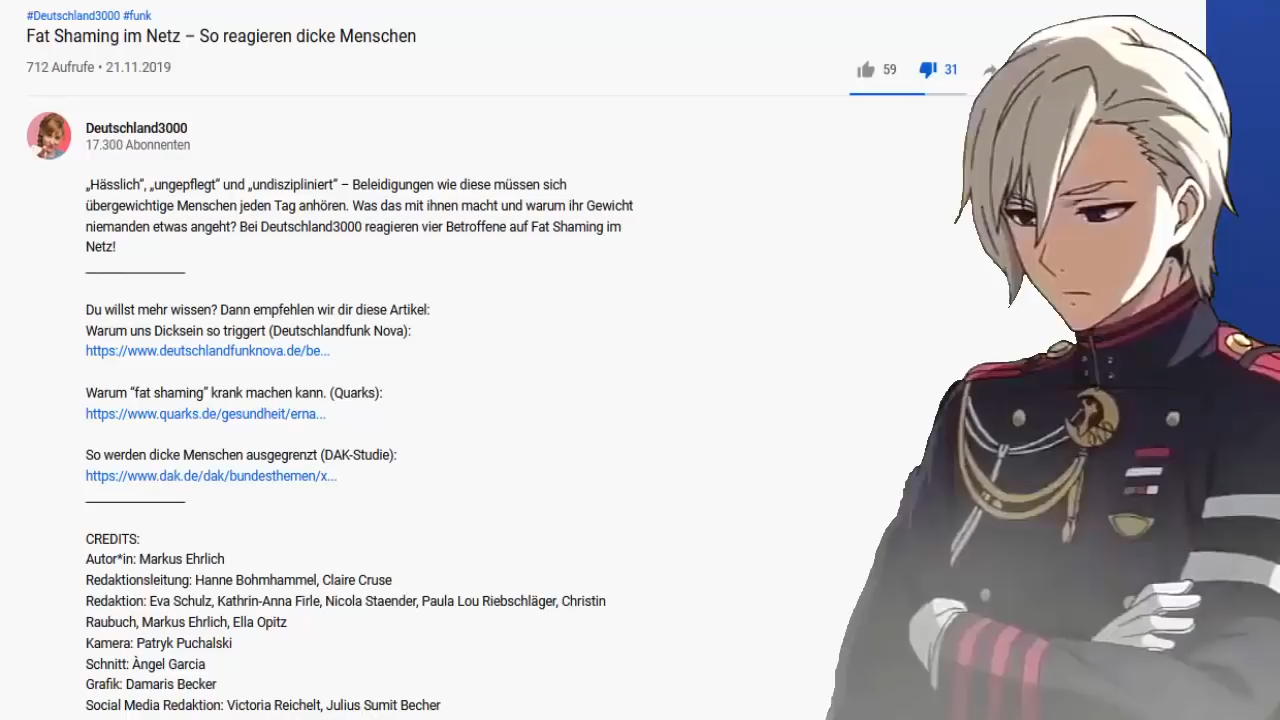 #Deutschland3000 #funk
Fat Shaming im Netz – So reagieren dicke Menschen
712 Aufrufe • 21.11.2019
59
31
Deutschland3000
17.300 Abonnenten
„Hässlich“, „ungepflegt“ und „undiszipliniert“ – Beleidigungen wie diese müssen sich
übergewichtige Menschen jeden Tag anhören. Was das mit ihnen macht und warum ihr Gewicht
niemanden etwas angeht? Bei Deutschland3000 reagieren vier Betroffene auf Fat Shaming im
Netz!
Du willst mehr wissen? Dann empfehlen wir dir diese Artikel:
Warum uns Dicksein so triggert (Deutschlandfunk Nova):
https://www.deutschlandfunknova.de/be...
Warum “fat shaming” krank machen kann. (Quarks):
https://www.quarks.de/gesundheit/erna...
So werden dicke Menschen ausgegrenzt (DAK-Studie):
https://www.dak.de/dak/bundesthemen/x...
CREDITS:
Autor*in: Markus Ehrlich
Redaktionsleitung: Hanne Bohmhammel, Claire Cruse
Redaktion: Eva Schulz, Kathrin-Anna Firle, Nicola Staender, Paula Lou Riebschläger, Christin
Raubuch, Markus Ehrlich, Ella Opitz
Kamera: Patryk Puchalski
Schnitt: Àngel Garcia
Grafik: Damaris Becker
Social Media Redaktion: Victoria Reichelt, Julius Sumit Becher